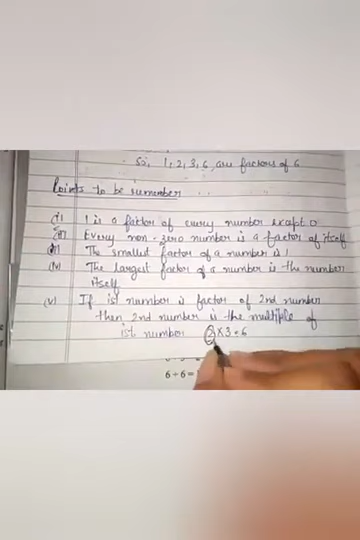 So, 1, 2, 3, 6, are factors of 6
Points to be remember
(i) 1 is a factor of every number except 0
(ii) Every non-zero number is a factor of itself
(iii) The smallest factor of a number is 1
(iv) The largest factor of a number is the number
itself
(v) If 1st number is factor of 2nd number
then 2nd number is the multiple of
1st number 2 × 3 = 6
6 ÷ 6 =